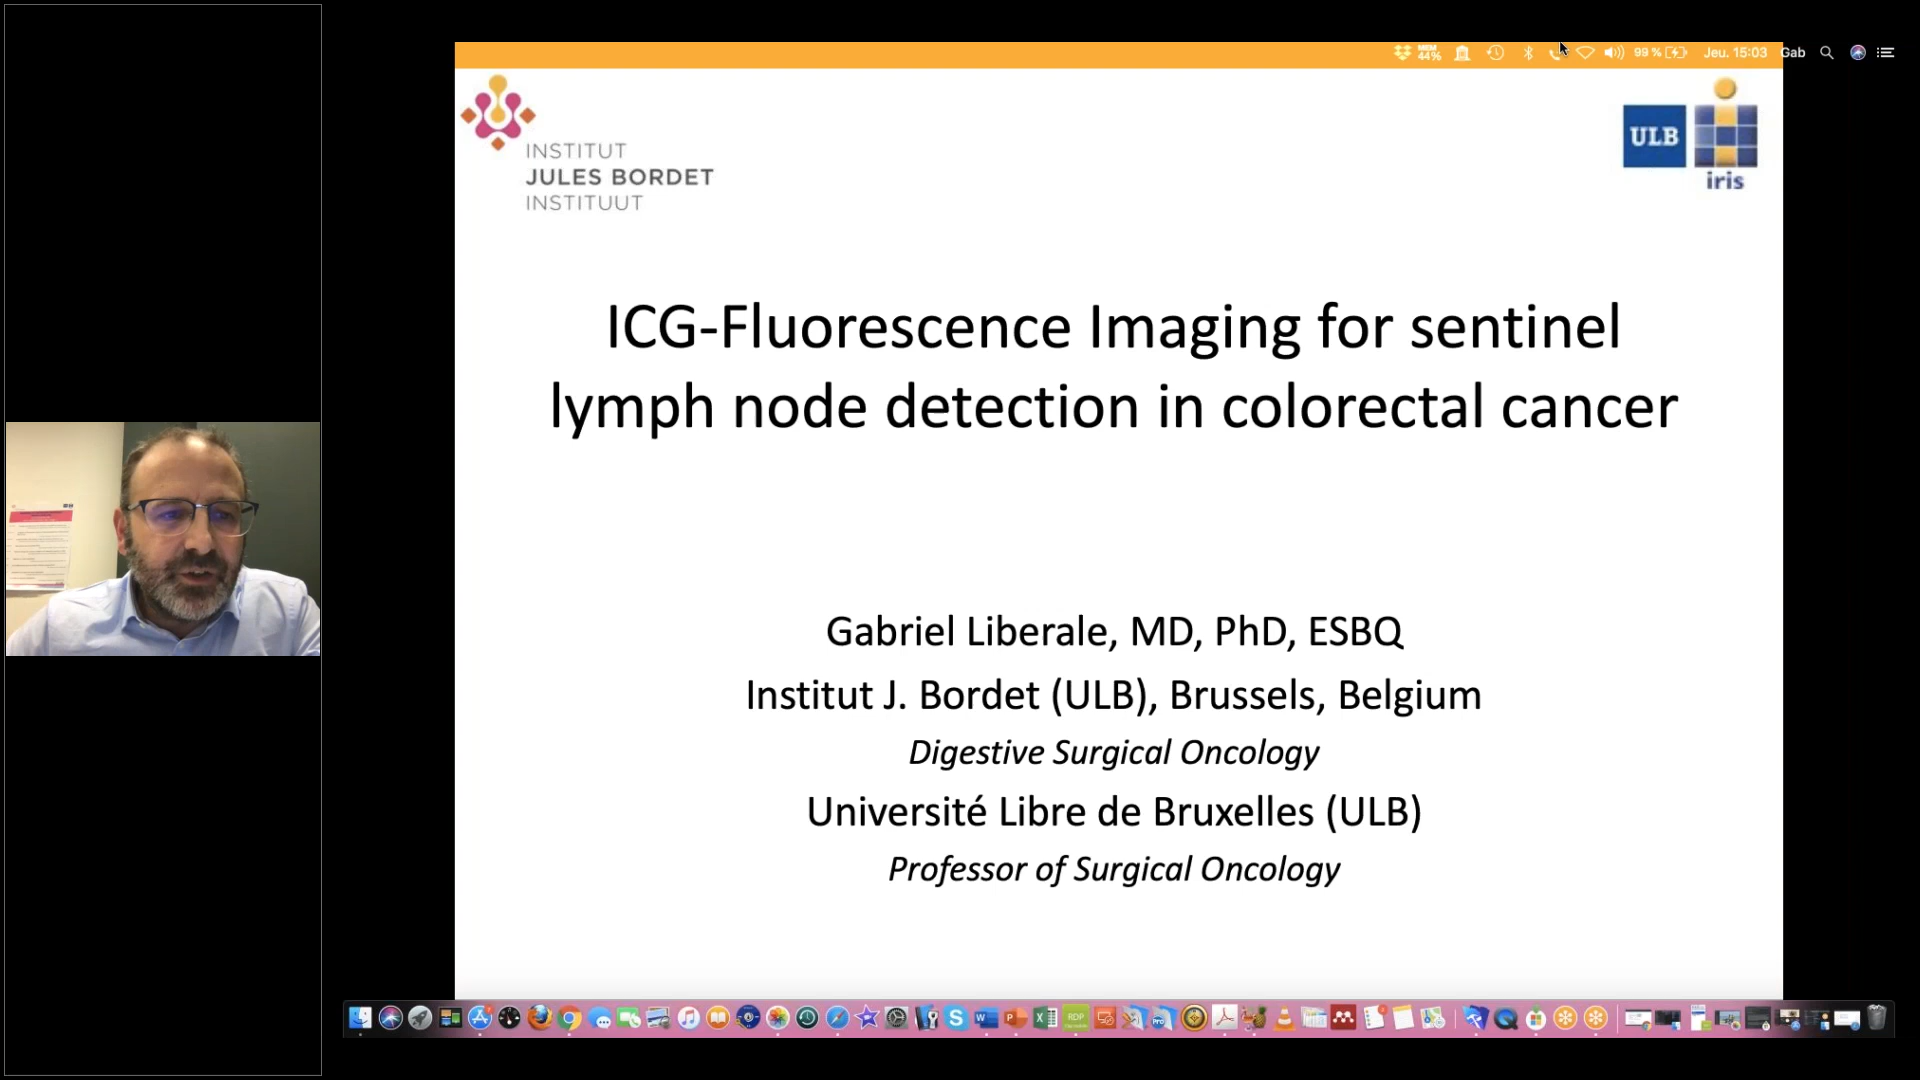 MEM
44%
99 %
Jeu. 15:03
Gab
INSTITUT
JULES BORDET
INSTITUUT
ULB
iris
ICG-Fluorescence Imaging for sentinel
lymph node detection in colorectal cancer
Gabriel Liberale, MD, PhD, ESBQ
Institut J. Bordet (ULB), Brussels, Belgium
Digestive Surgical Oncology
Université Libre de Bruxelles (ULB)
Professor of Surgical Oncology